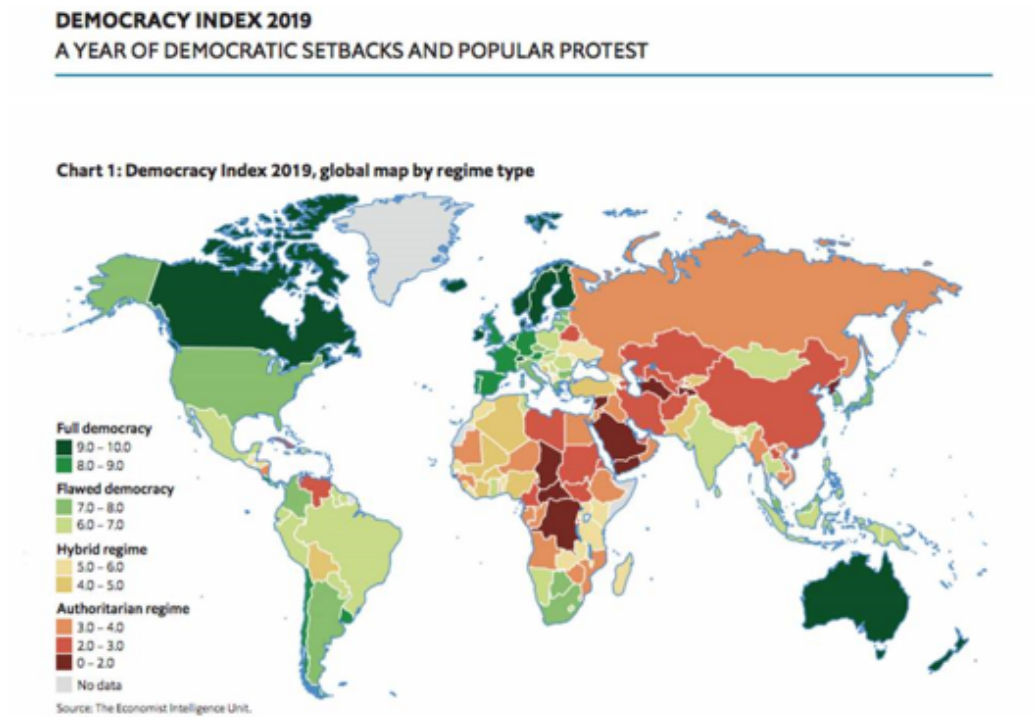 DEMOCRACY INDEX 2019
A YEAR OF DEMOCRATIC SETBACKS AND POPULAR PROTEST
Chart 1: Democracy Index 2019, global map by regime type
Full democracy
9.0 – 10.0
8.0 – 9.0
Flawed democracy
7.0 – 8.0
6.0 – 7.0
Hybrid regime
5.0 – 6.0
4.0 – 5.0
Authoritarian regime
3.0 – 4.0
2.0 – 3.0
0 – 2.0
No data
Source: The Economist Intelligence Unit.